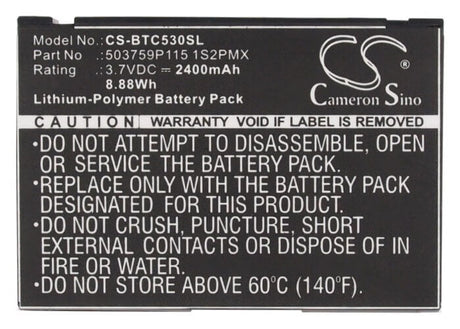 Model No.: CS-BTC530SL
Part No : 503759P115 1S2PMX
Rating : 3.7VDC ⎓ 2400mAh
8.88Wh
Lithium-Polymer Battery Pack
CS
Cameron Sino
CAUTION WARRANTY VOID IF LABEL IS REMOVED
•DO NOT ATTEMPT TO DISASSEMBLE, OPEN
OR SERVICE THE BATTERY PACK.
•REPLACE ONLY WITH THE BATTERY PACK
DESIGNATED FOR THIS PRODUCT.
•DO NOT CRUSH, PUNCTURE, SHORT
EXTERNAL CONTACTS OR DISPOSE OF
IN FIRE OR WATER.
•DO NOT STORE ABOVE 60°C (140°F).